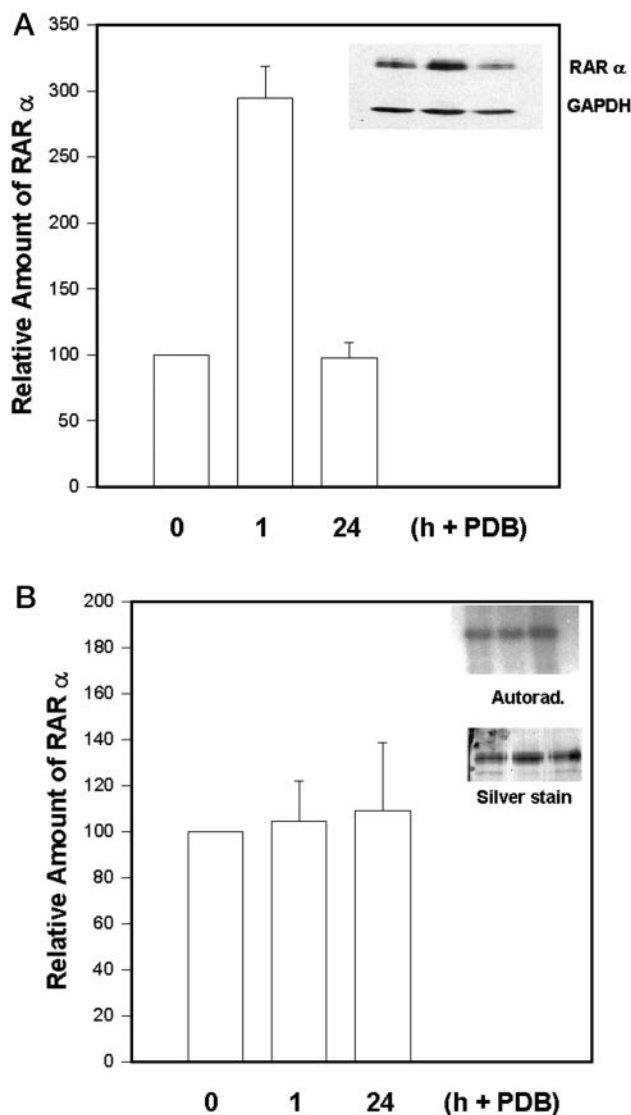 A
Relative Amount of RAR α
350
300
250
200
150
100
50
0
RAR α
GAPDH
0 1 24 (h + PDB)
B
Relative Amount of RAR α
200
180
160
140
120
100
80
60
40
20
0
Autorad.
Silver stain
0 1 24 (h + PDB)